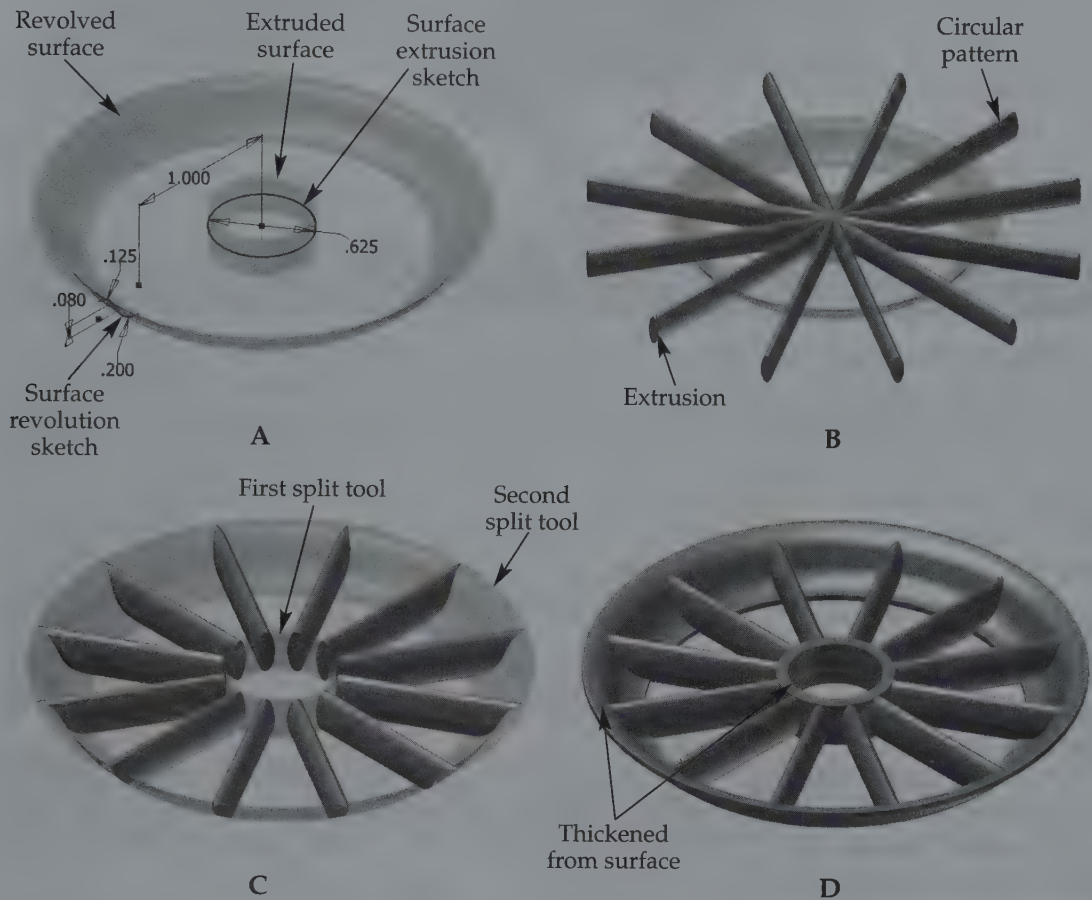 Revolved
surface
Extruded
surface
Surface
extrusion
sketch
1.000
.625
.125
.080
.200
Surface
revolution
sketch
A
Circular
pattern
Extrusion
B
First split tool
Second
split tool
C
Thickened
from surface
D